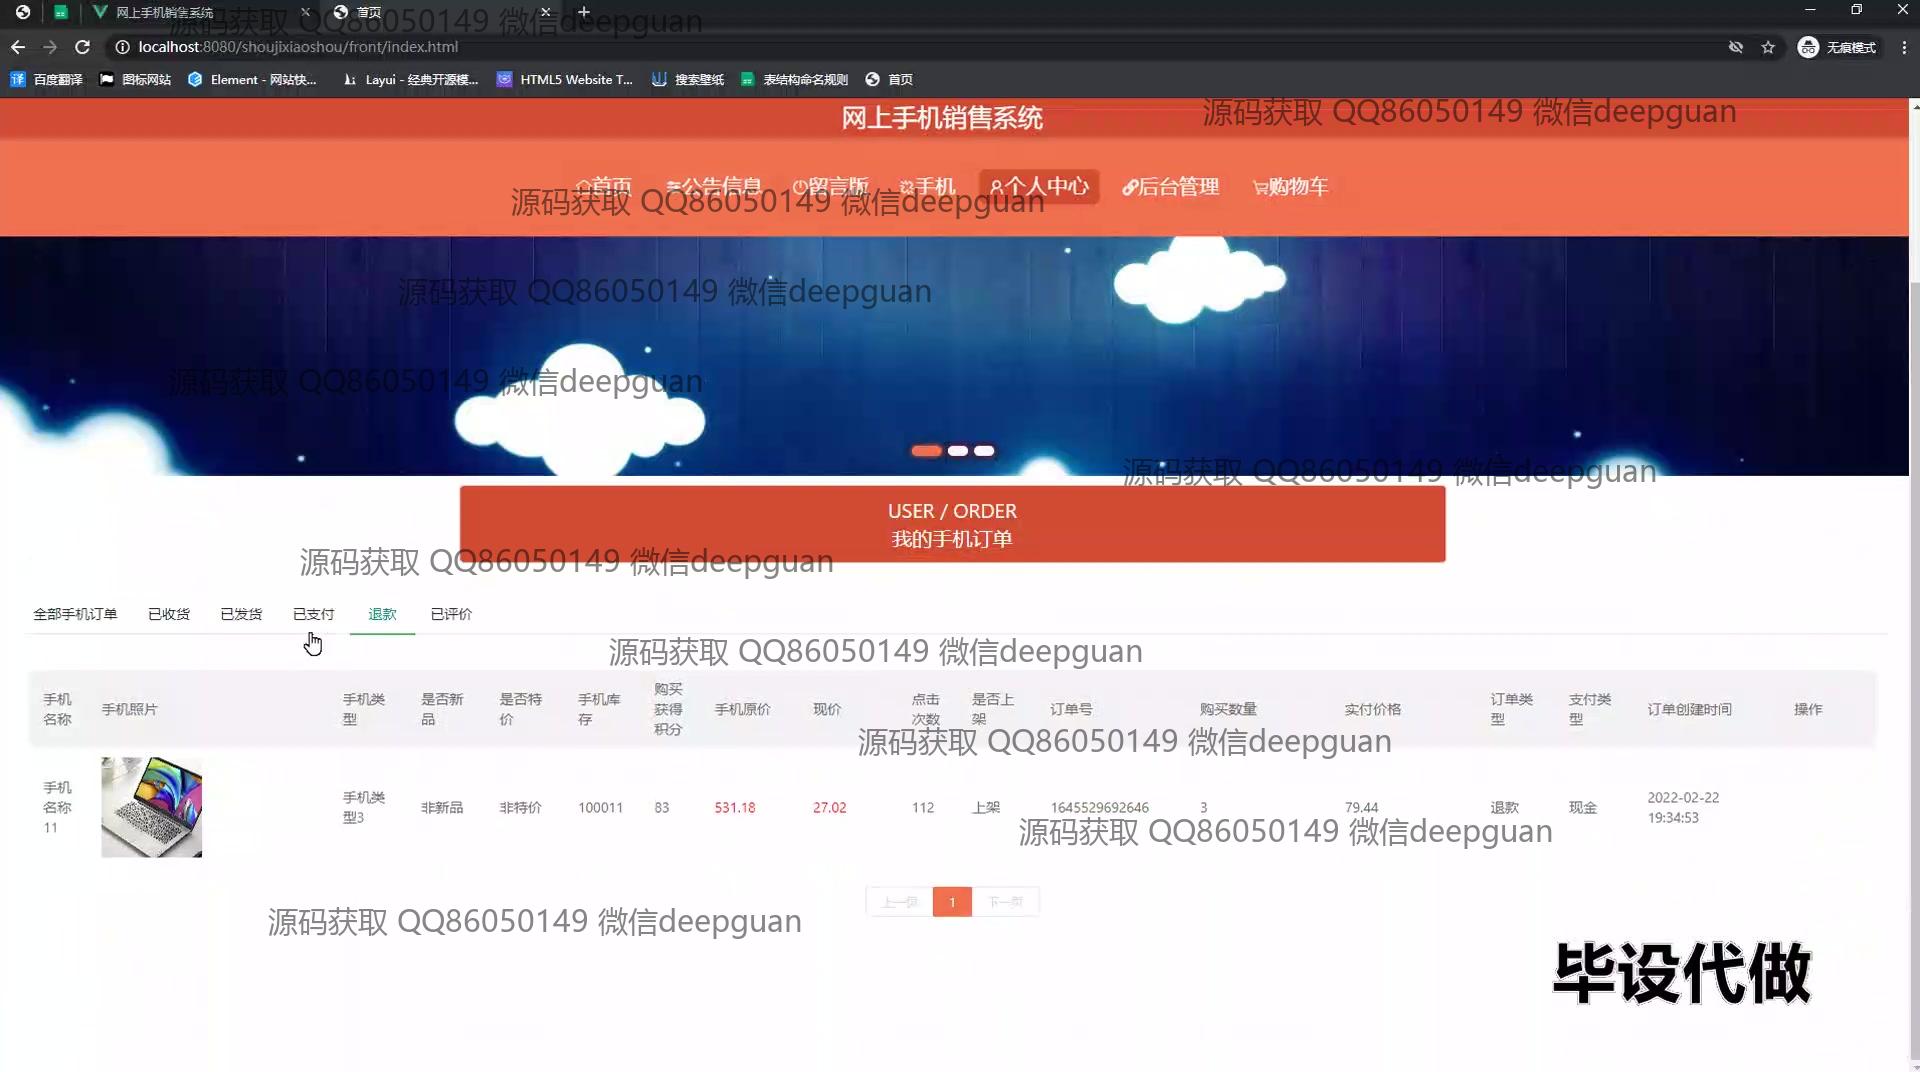 网上手机销售系统
首页
localhost:8080/shoujixiaoshou/front/index.html
无痕模式
百度翻译
图标网站
Element - 网站快...
Layui - 经典开源模...
HTML5 Website T...
搜索壁纸
表结构命名规则
首页
源码获取 QQ86050149 微信deepguan
网上手机销售系统
源码获取 QQ86050149 微信deepguan
首页
公告信息
留言版
手机
个人中心
后台管理
购物车
源码获取 QQ86050149 微信deepguan
源码获取 QQ86050149 微信deepguan
源码获取 QQ86050149 微信deepguan
源码获取 QQ86050149 微信deepguan
USER / ORDER
我的手机订单
源码获取 QQ86050149 微信deepguan
全部手机订单
已收货
已发货
已支付
退款
已评价
源码获取 QQ86050149 微信deepguan
手机名称
手机照片
手机类型
是否新品
是否特价
手机库存
购买获得积分
手机原价
现价
点击次数
是否上架
订单号
购买数量
实付价格
订单类型
支付类型
订单创建时间
操作
源码获取 QQ86050149 微信deepguan
手机名称11
手机类型3
非新品
非特价
100011
83
531.18
27.02
112
上架
1645529692646
3
79.44
退款
现金
2022-02-22 19:34:53
源码获取 QQ86050149 微信deepguan
上一页
1
下一页
源码获取 QQ86050149 微信deepguan
毕设代做